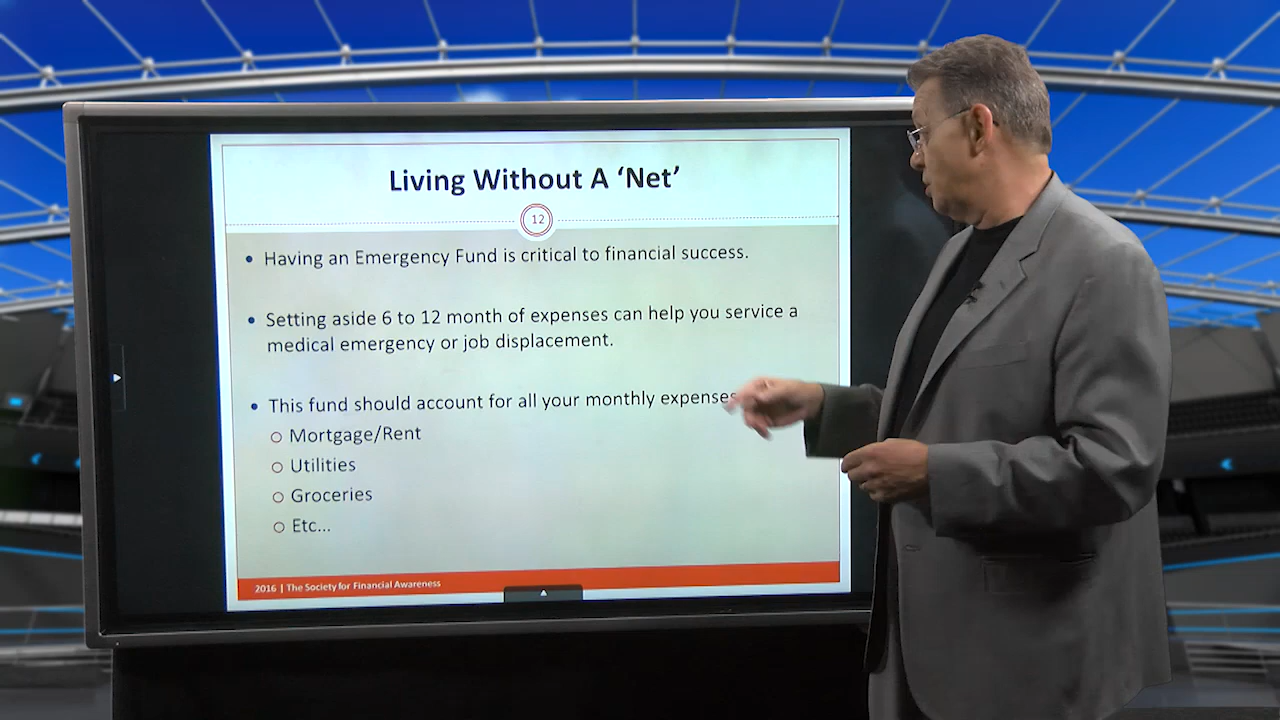 Living Without A ‘Net’
12
• Having an Emergency Fund is critical to financial success.
• Setting aside 6 to 12 month of expenses can help you service a
medical emergency or job displacement.
• This fund should account for all your monthly expenses
Mortgage/Rent
Utilities
Groceries
Etc...
2016 | The Society for Financial Awareness